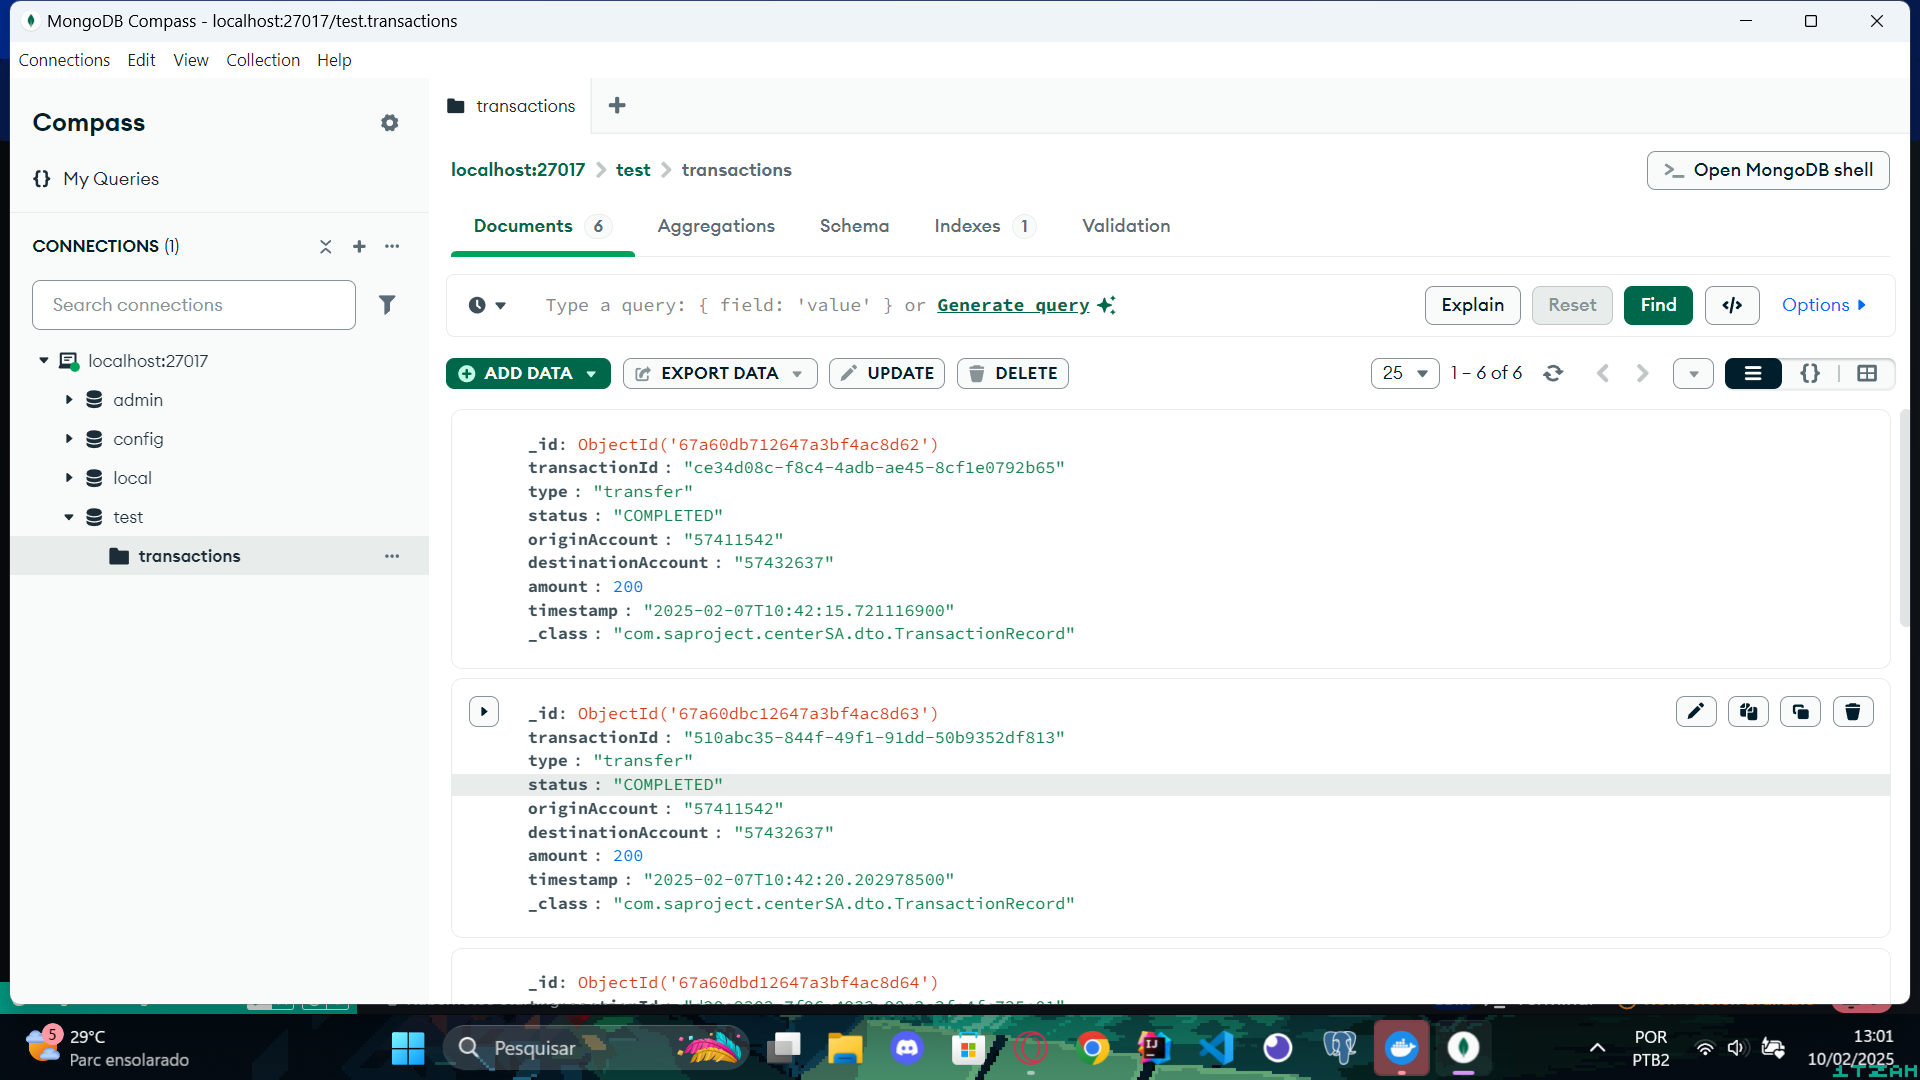 MongoDB Compass - localhost:27017/test.transactions
Connections Edit View Collection Help
Compass
{} My Queries
CONNECTIONS (1)
Search connections
localhost:27017
admin
config
local
test
transactions
transactions
localhost:27017 > test > transactions
>_ Open MongoDB shell
Documents 6 Aggregations Schema Indexes 1 Validation
Type a query: { field: 'value' } or Generate query
Explain Reset Find </> Options
ADD DATA EXPORT DATA UPDATE DELETE
25 1 – 6 of 6 {}
_id: ObjectId('67a60db712647a3bf4ac8d62')
transactionId : "ce34d08c-f8c4-4adb-ae45-8cf1e0792b65"
type : "transfer"
status : "COMPLETED"
originAccount : "57411542"
destinationAccount : "57432637"
amount : 200
timestamp : "2025-02-07T10:42:15.721116900"
_class : "com.saproject.centerSA.dto.TransactionRecord"
_id: ObjectId('67a60dbc12647a3bf4ac8d63')
transactionId : "510abc35-844f-49f1-91dd-50b9352df813"
type : "transfer"
status : "COMPLETED"
originAccount : "57411542"
destinationAccount : "57432637"
amount : 200
timestamp : "2025-02-07T10:42:20.202978500"
_class : "com.saproject.centerSA.dto.TransactionRecord"
_id: ObjectId('67a60dbd12647a3bf4ac8d64')
5
29°C
Parc ensolarado
Pesquisar
IJ
POR
PTB2
13:01
10/02/2025
ITZAH